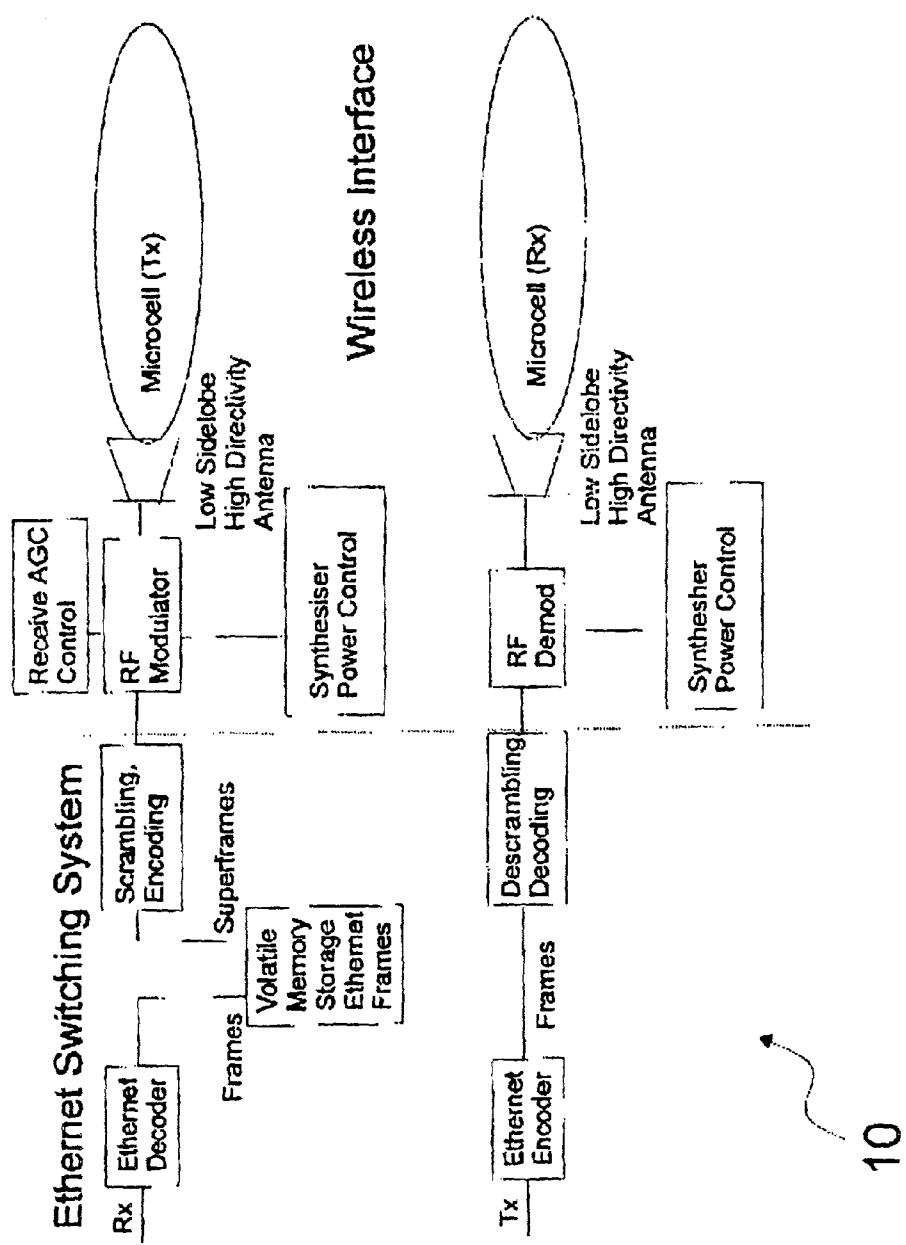 Ethernet Switching System
Rx
Ethernet
Decoder
Frames
Superframes
Volatile
Memory
Storage
Ethernet
Frames
Scrambling,
Encoding
Receive AGC
Control
RF
Modulator
Synthesiser
Power Control
Low Sidelobe
High Directivity
Antenna
Microcell (Tx)
Wireless Interface
Tx
Ethernet
Encoder
Frames
Descrambling
Decoding
RF
Demod
Synthesher
Power Control
Low Sidelobe
High Directivity
Antenna
Microcell (Rx)
10